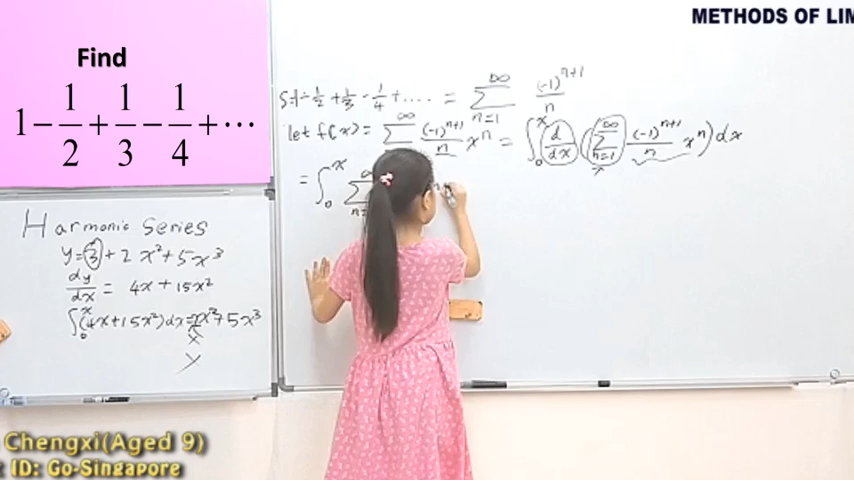 METHODS OF LIM
Find
1 − 1/2 + 1/3 − 1/4 + ⋯
S=1-1/2+1/3-1/4+.... = ∑_{n=1}^{∞} (-1)^{n+1}/n
let f(x)= ∑ (-1)^{n+1}/n x^n = ∫_0^x (d/dx)(∑_{n=1}^{∞} (-1)^{n+1}/n x^n) dx
= ∫_0^x ∑
Harmonic Series
y=3+2x²+5x³
dy/dx = 4x+15x²
∫_0^x (4x+15x²)dx=2x²+5x³
Chengxi(Aged 9)
ID: Go-Singapore